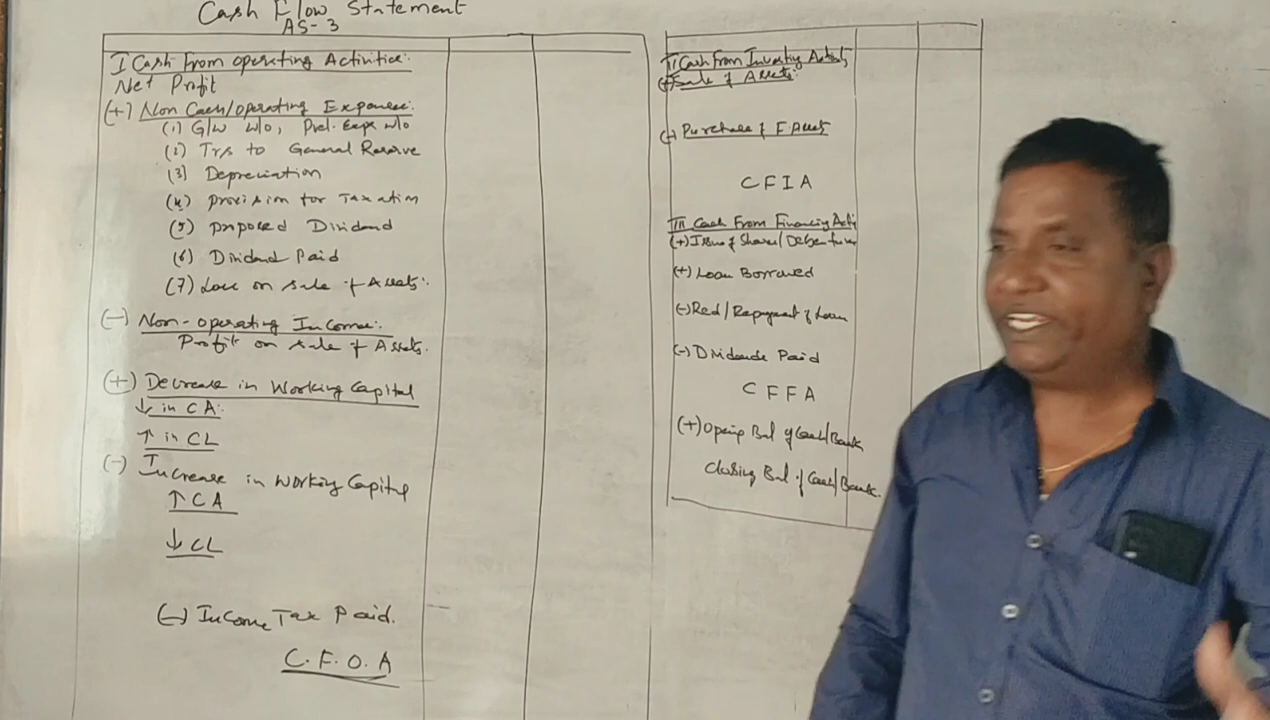 Cash Flow Statement
AS-3
I Cash From Operating Activities:
Net Profit
(+) Non Cash/operating Expenses:
(1) G/W w/o, Prel. Exps w/o
(2) Trs to General Reserve
(3) Depreciation
(4) provision for Taxation
(5) proposed Dividend
(6) Dividend Paid
(7) Loss on sale of Assets:
(-) Non-operating Income:
Profit on sale of Assets.
(+) Decrease in Working Capital
↓ in CA:
↑ in CL
(-) Increase in Working Capital
↑ CA
↓ CL
(-) Income Tax Paid.
C.F.O.A
II Cash From Investing
(+) Sale of Assets:
(-) Purchase of F Assets
C F I A
III Cash From Financing Acti
(+) Issue of Shares/Debentures
(+) Loan Borrowed
(-) Red/Repayment of Loan
(-) Dividends Paid
C F F A
(+) Opening Bal of Cash/Bank
Closing Bal of Cash/Bank.